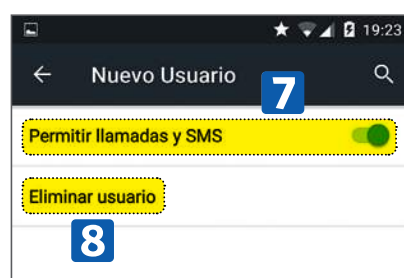 19:23
Nuevo Usuario
7
Permitir llamadas y SMS
Eliminar usuario
8